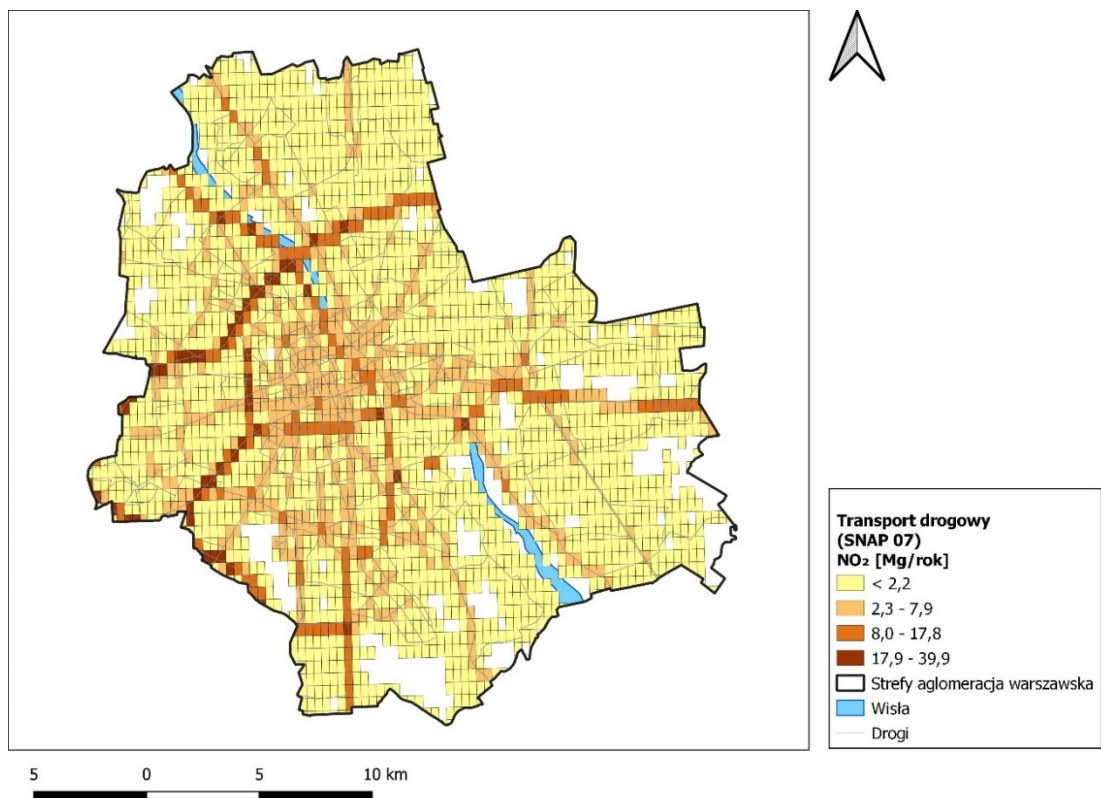 Transport drogowy
(SNAP 07)
NO₂ [Mg/rok]
< 2,2
2,3 - 7,9
8,0 - 17,8
17,9 - 39,9
Strefy aglomeracja warszawska
Wisła
Drogi
5 0 5 10 km